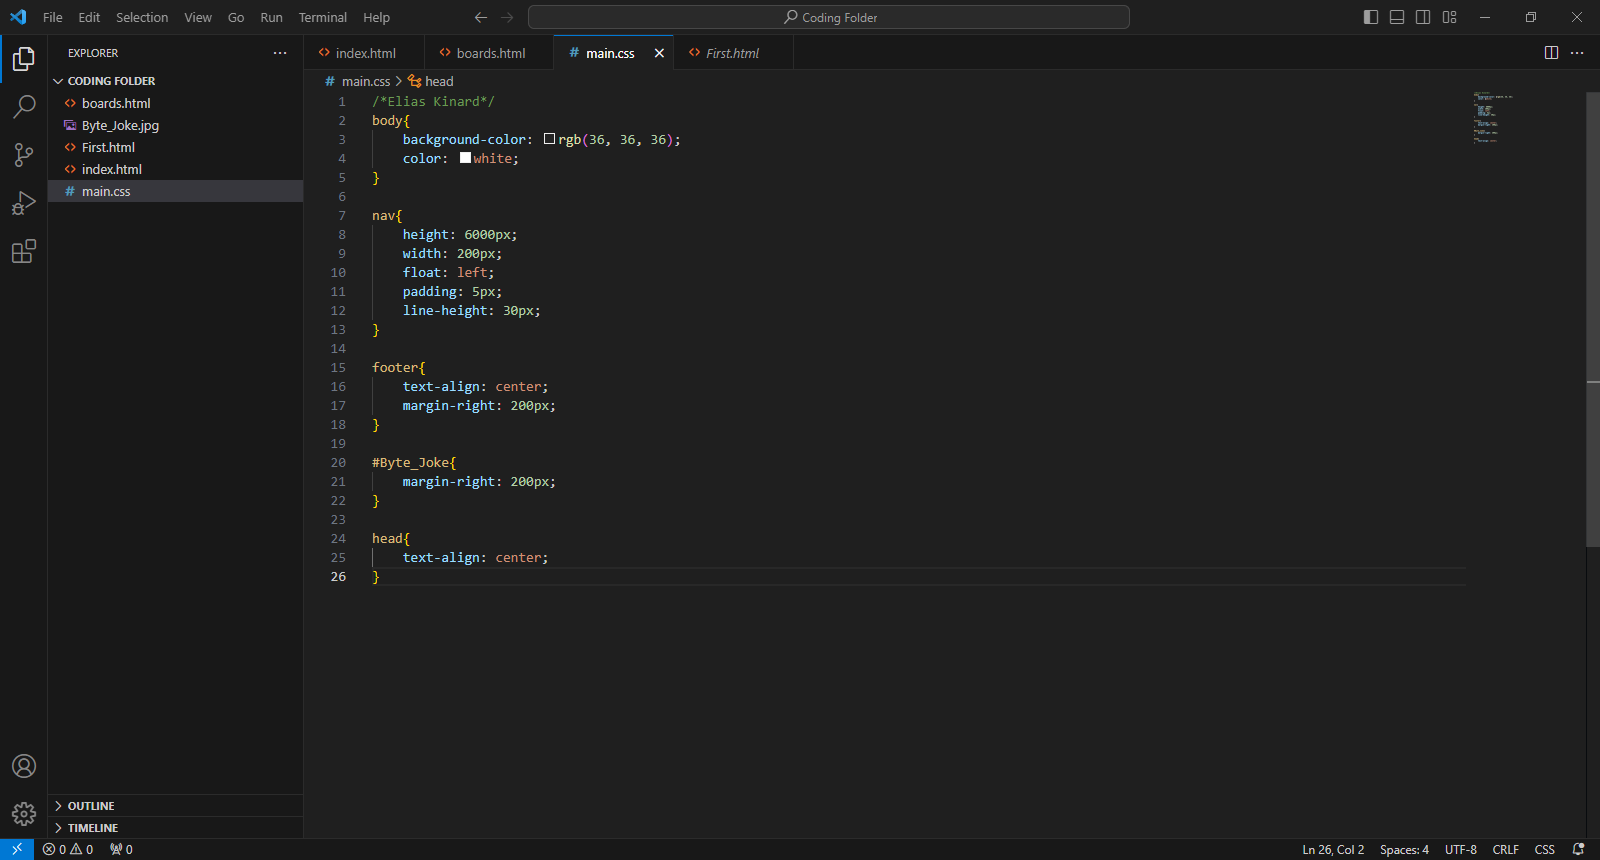 File Edit Selection View Go Run Terminal Help
Coding Folder
EXPLORER
CODING FOLDER
boards.html
Byte_Joke.jpg
First.html
index.html
main.css
OUTLINE
TIMELINE
index.html boards.html main.css First.html
main.css > head
1 /*Elias Kinard*/
2 body{
3 background-color: rgb(36, 36, 36);
4 color: white;
5 }
6
7 nav{
8 height: 6000px;
9 width: 200px;
10 float: left;
11 padding: 5px;
12 line-height: 30px;
13 }
14
15 footer{
16 text-align: center;
17 margin-right: 200px;
18 }
19
20 #Byte_Joke{
21 margin-right: 200px;
22 }
23
24 head{
25 text-align: center;
26 }
0 0 0 Ln 26, Col 2 Spaces: 4 UTF-8 CRLF CSS